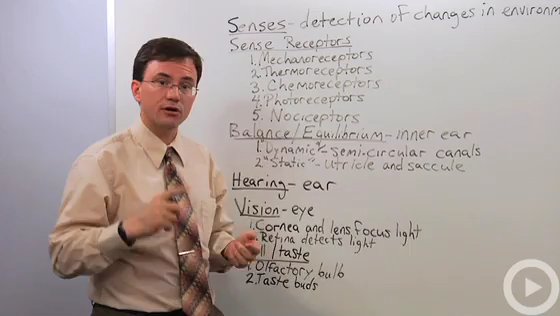 Senses - detection of changes in environm
Sense Receptors
1. Mechanoreceptors
2. Thermoreceptors
3. Chemoreceptors
4. Photoreceptors
5. Nociceptors
Balance/Equilibrium - inner ear
1. "Dynamic" - semi-circular canals
2. "Static" - utricle and saccule
Hearing - ear
Vision - eye
1. Cornea and lens focus light
Retina detects light
ll/taste
1. Olfactory bulb
2. Taste buds